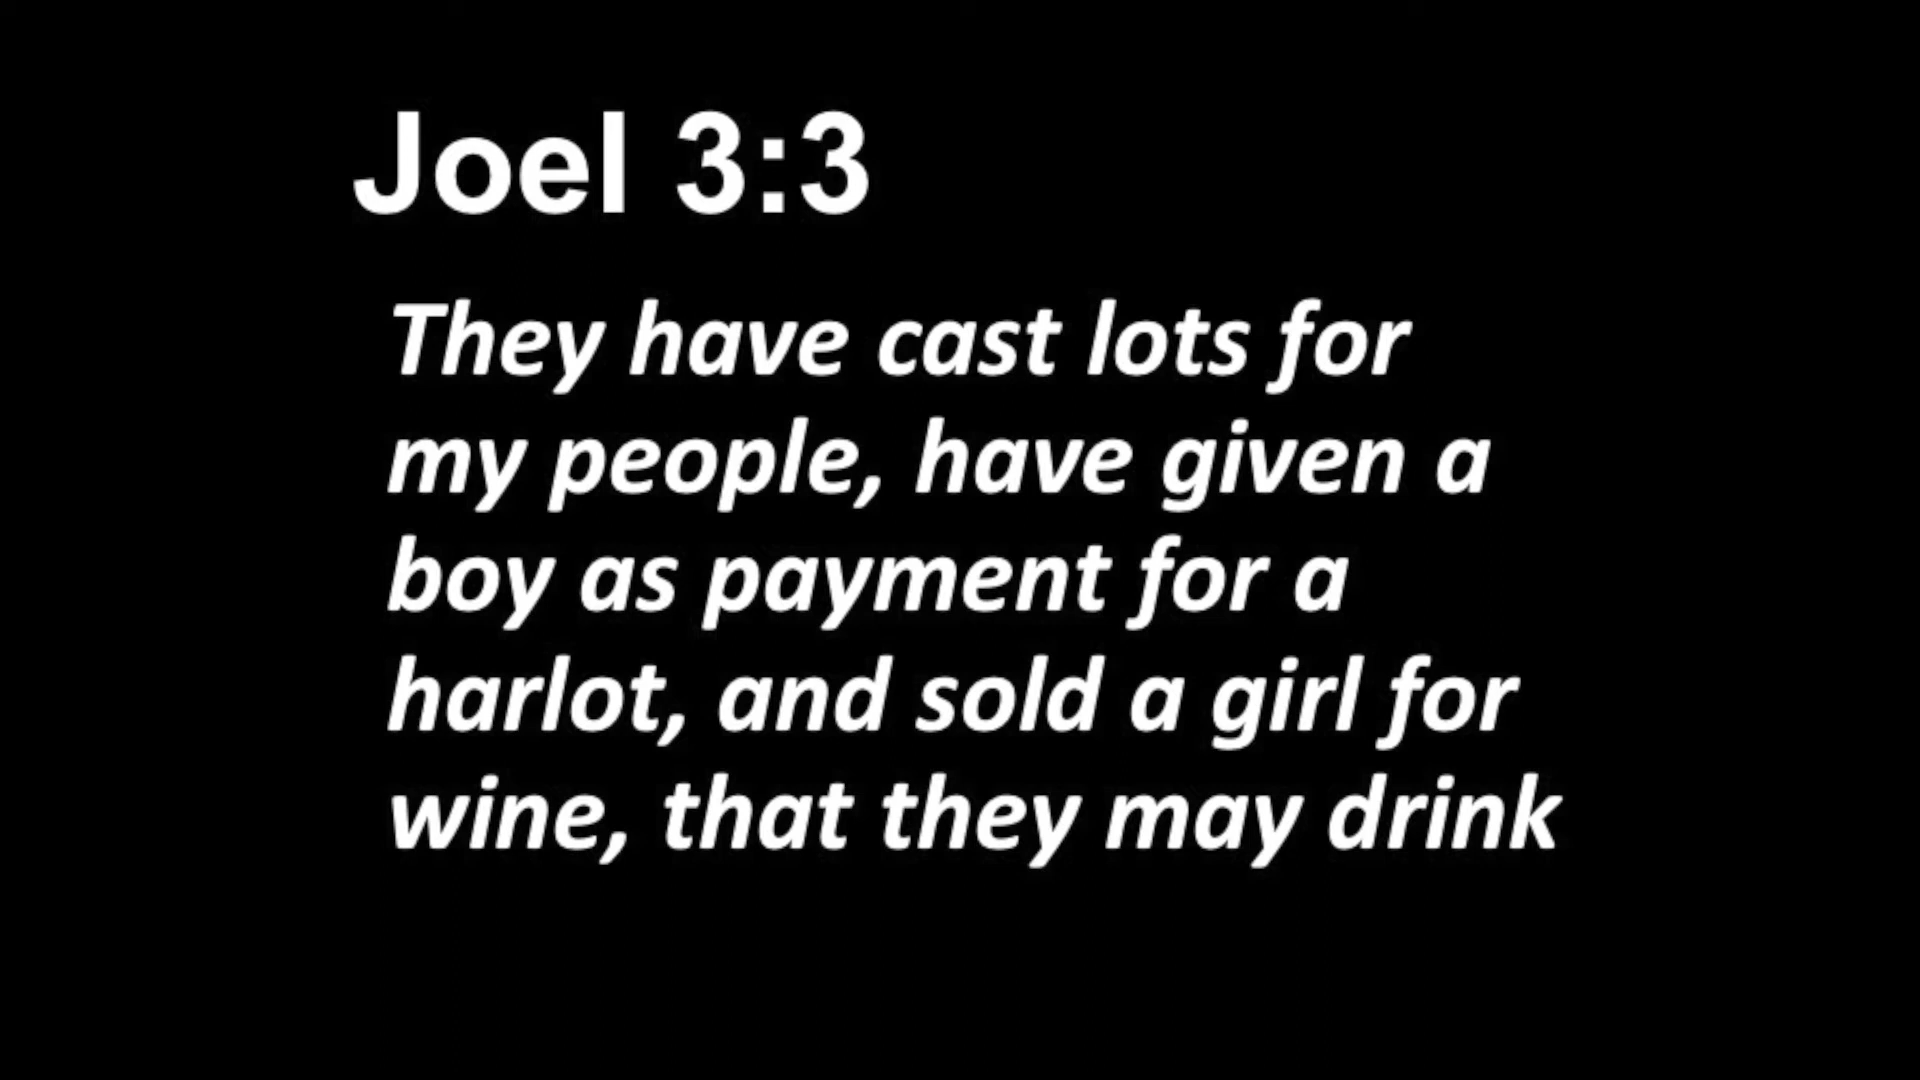 Joel 3:3
They have cast lots for
my people, have given a
boy as payment for a
harlot, and sold a girl for
wine, that they may drink